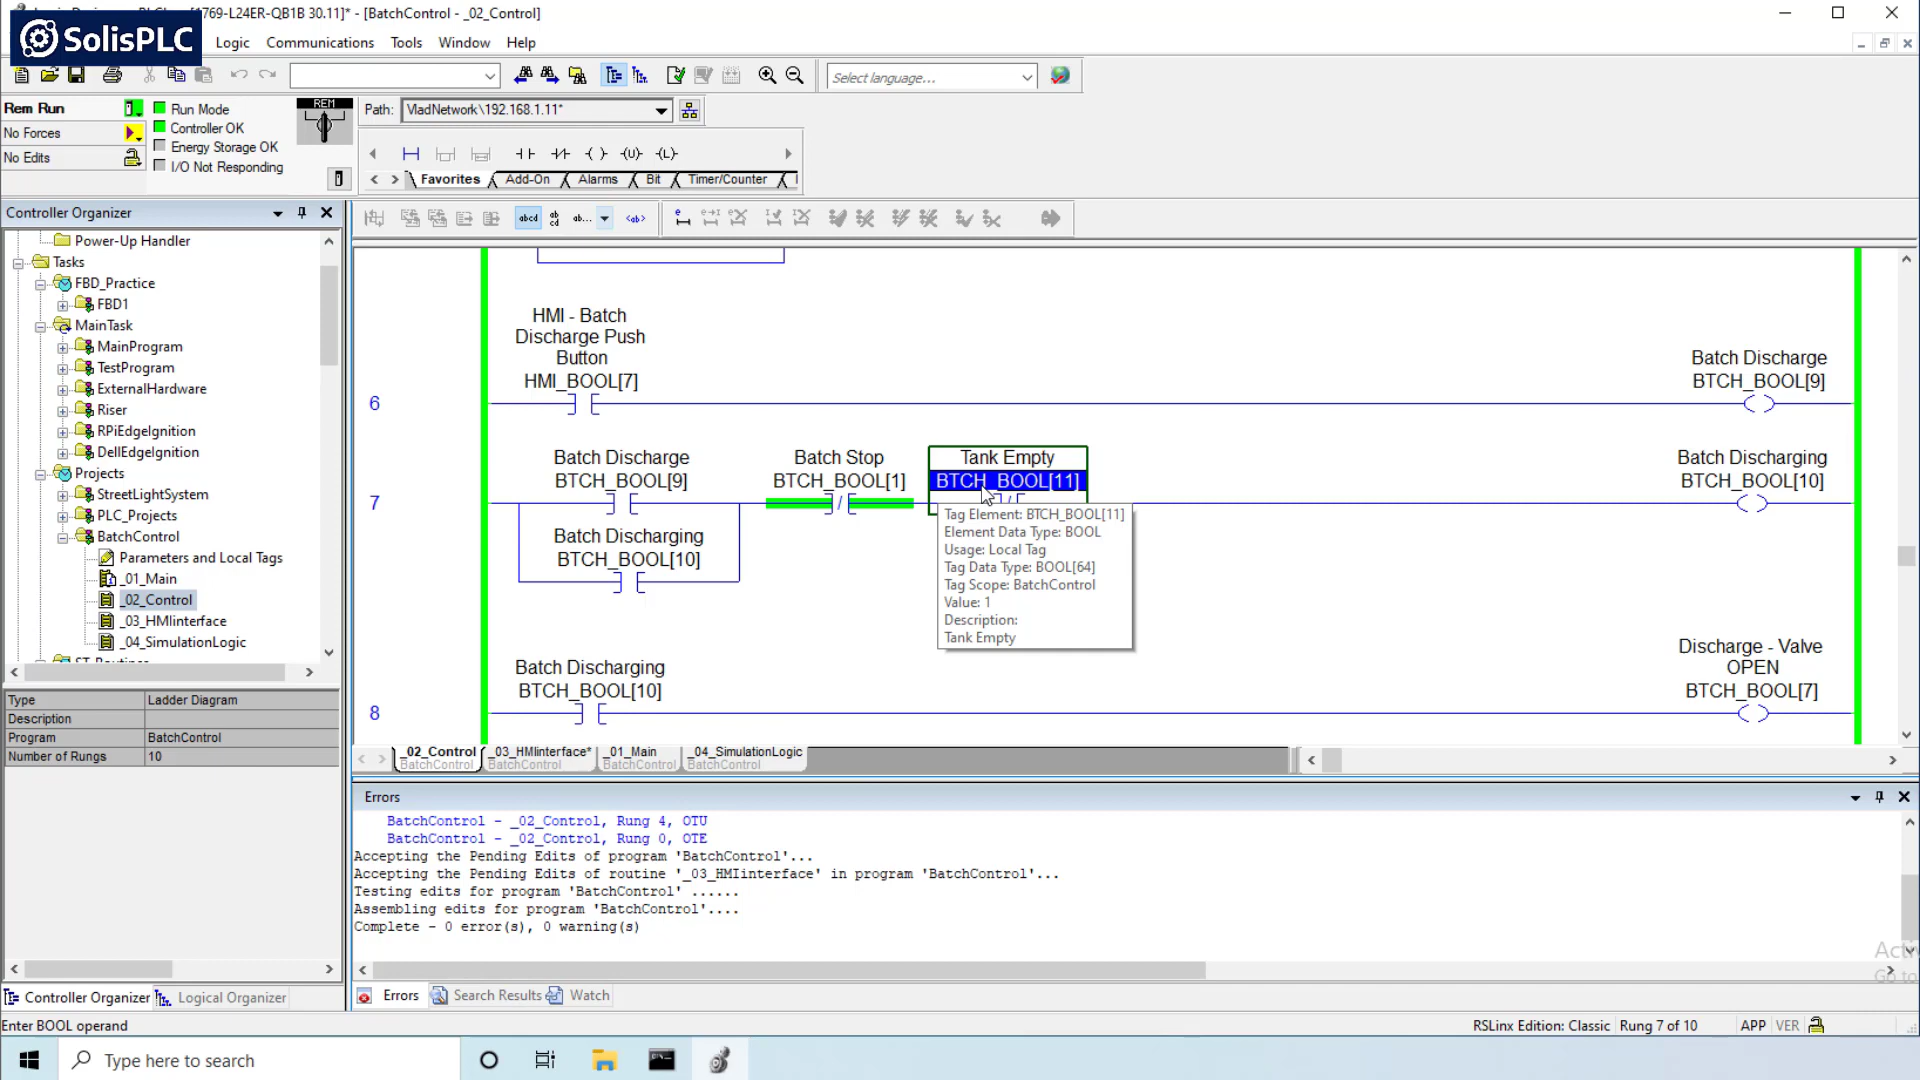 [1769-L24ER-QB1B 30.11]* - [BatchControl - _02_Control]
SolisPLC
Logic Communications Tools Window Help
Select language...
Rem Run
No Forces
No Edits
Run Mode
Controller OK
Energy Storage OK
I/O Not Responding
REM
Path: VladNetwork\192.168.1.11*
Favorites Add-On Alarms Bit Timer/Counter
Controller Organizer
abcd ab cd ab... <ab>
Power-Up Handler
Tasks
FBD_Practice
FBD1
MainTask
MainProgram
TestProgram
ExternalHardware
Riser
RPiEdgeIgnition
DellEdgeIgnition
Projects
StreetLightSystem
PLC_Projects
BatchControl
Parameters and Local Tags
_01_Main
_02_Control
_03_HMIinterface
_04_SimulationLogic
Type Ladder Diagram
Description
Program BatchControl
Number of Rungs 10
Controller Organizer Logical Organizer
HMI - Batch
Discharge Push
Button
HMI_BOOL[7]
Batch Discharge
BTCH_BOOL[9]
6
Batch Discharge
BTCH_BOOL[9]
Batch Stop
BTCH_BOOL[1]
Tank Empty
BTCH_BOOL[11]
Batch Discharging
BTCH_BOOL[10]
7
Batch Discharging
BTCH_BOOL[10]
Tag Element: BTCH_BOOL[11]
Element Data Type: BOOL
Usage: Local Tag
Tag Data Type: BOOL[64]
Tag Scope: BatchControl
Value: 1
Description:
Tank Empty
Batch Discharging
BTCH_BOOL[10]
Discharge - Valve
OPEN
BTCH_BOOL[7]
8
_02_Control
BatchControl
_03_HMIinterface*
BatchControl
_01_Main
BatchControl
_04_SimulationLogic
BatchControl
Errors
BatchControl - _02_Control, Rung 4, OTU
BatchControl - _02_Control, Rung 0, OTE
Accepting the Pending Edits of program 'BatchControl'...
Accepting the Pending Edits of routine '_03_HMIinterface' in program 'BatchControl'...
Testing edits for program 'BatchControl' ......
Assembling edits for program 'BatchControl'....
Complete - 0 error(s), 0 warning(s)
Errors Search Results Watch
Enter BOOL operand
RSLinx Edition: Classic Rung 7 of 10 APP VER
Type here to search